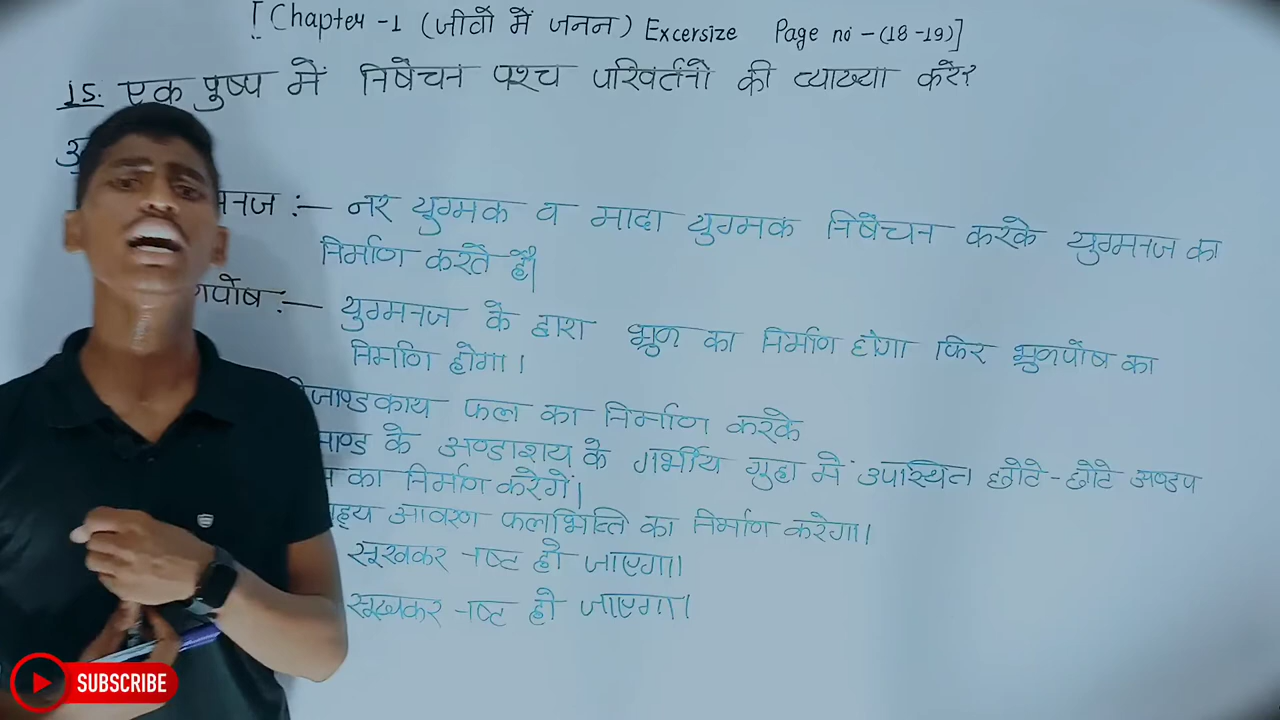 [Chapter -1 (जीवों में जनन) Excersize Page no -(18-19)]
15. एक पुष्प में निषेचन पश्च परिवर्तनो की व्याख्या करें?
:— नर युग्मक व मादा युग्मक निषेचन करके युग्मनज का
निर्माण करते हैं।
:— युग्मनज के द्वारा भ्रुण का निर्माण होगा फिर भ्रुणपोष का
निर्माण होगा।
फल का निर्माण करके
के अण्डाशय के गर्भीय गुहा में उपस्थित छोटे-छोटे अण्डप
का निर्माण करेगें।
आवरण फलभित्ति का निर्माण करेगा।
सूखकर नष्ट हो जाएगा।
सूखकर नष्ट हो जाएगा।
SUBSCRIBE